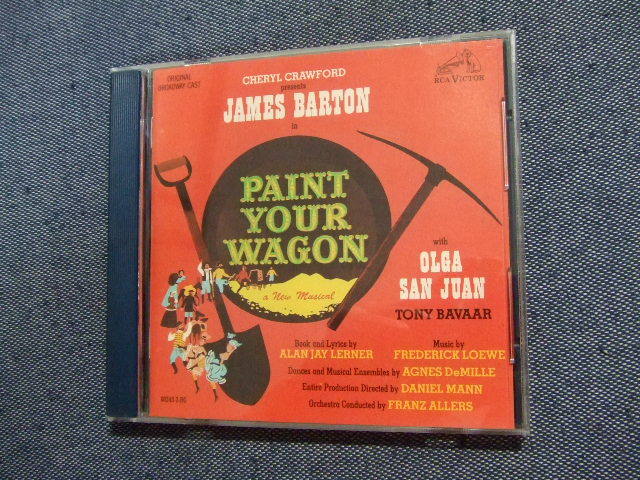 ORIGINAL
BROADWAY CAST
CHERYL CRAWFORD
presents
JAMES BARTON
in
RCA VICTOR
PAINT
YOUR
WAGON
a New Musical
with
OLGA
SAN JUAN
TONY BAVAAR
Book and Lyrics by
ALAN JAY LERNER
Music by
FREDERICK LOEWE
Dances and Musical Ensembles by AGNES DeMILLE
Entire Production Directed by DANIEL MANN
Orchestra Conducted by FRANZ ALLERS